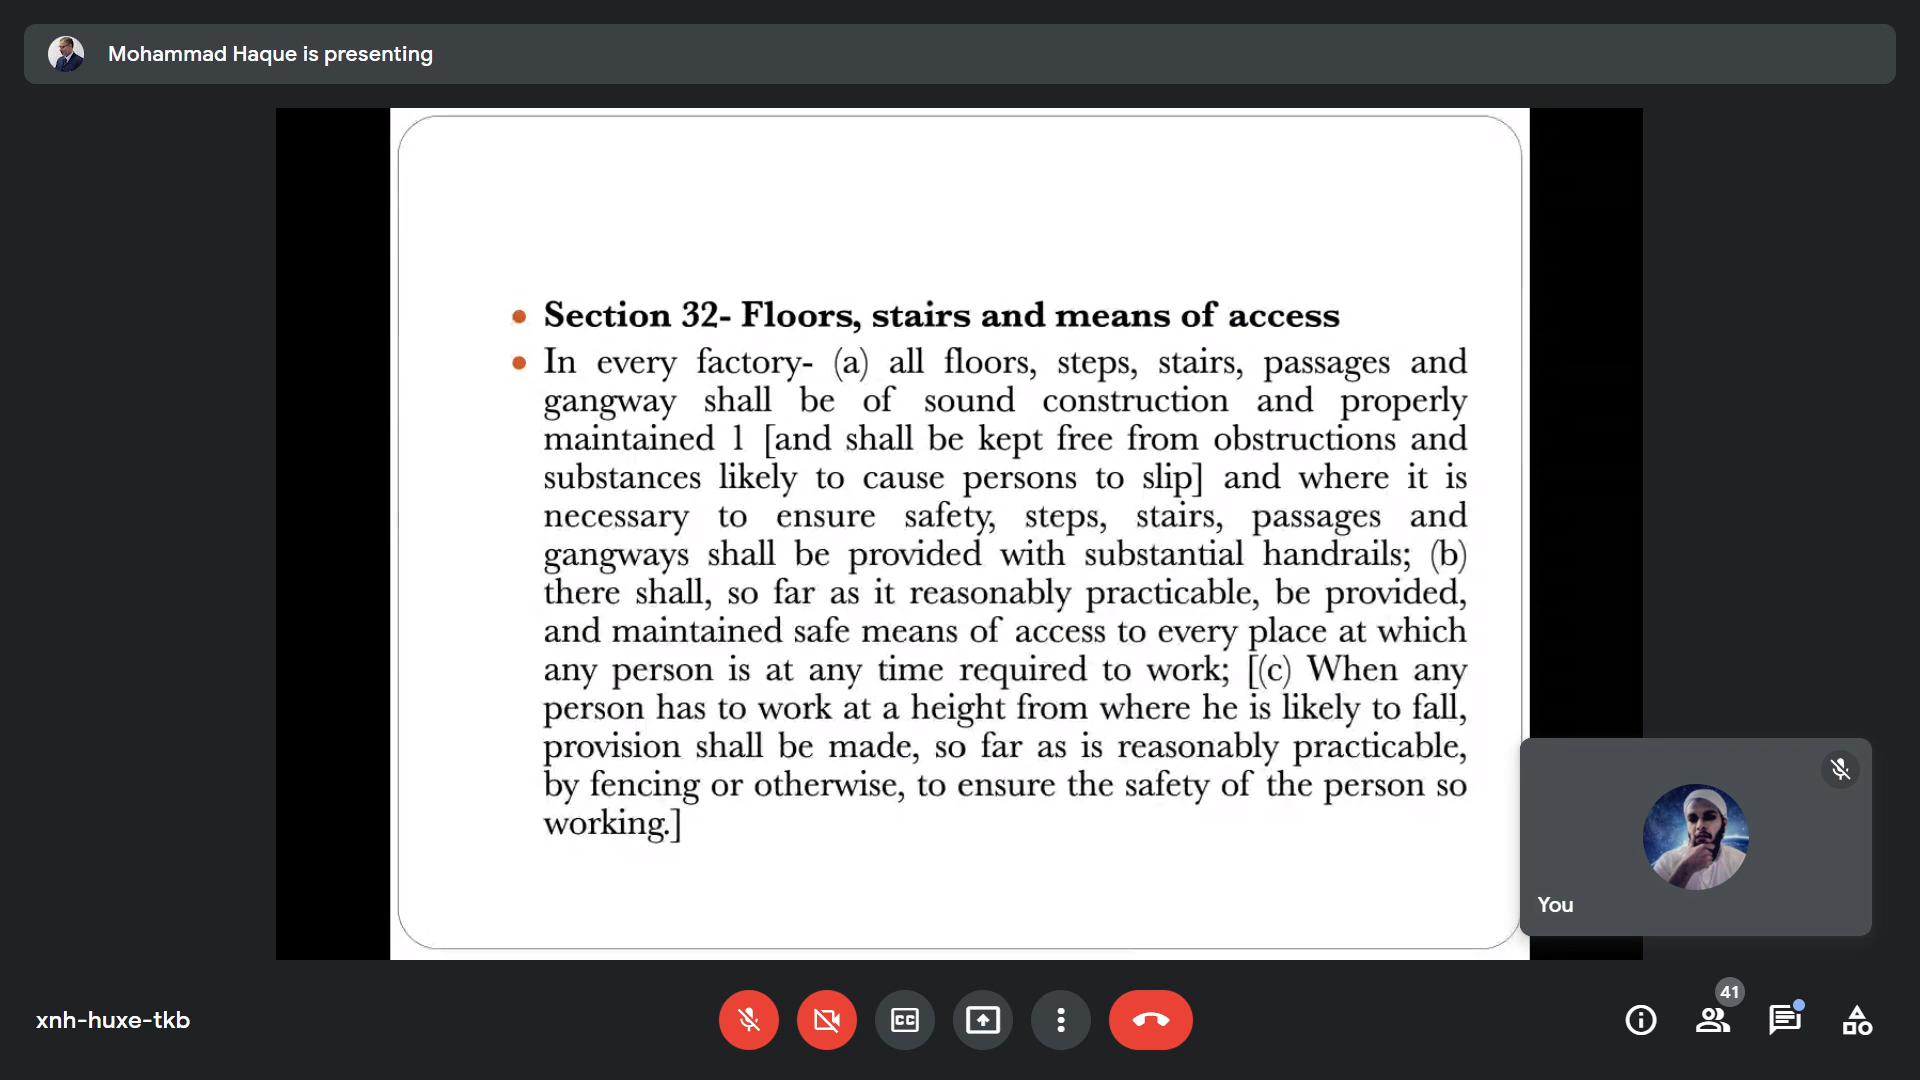 Mohammad Haque is presenting
• Section 32- Floors, stairs and means of access
• In every factory- (a) all floors, steps, stairs, passages and
gangway shall be of sound construction and properly
maintained 1 [and shall be kept free from obstructions and
substances likely to cause persons to slip] and where it is
necessary to ensure safety, steps, stairs, passages and
gangways shall be provided with substantial handrails; (b)
there shall, so far as it reasonably practicable, be provided,
and maintained safe means of access to every place at which
any person is at any time required to work; [(c) When any
person has to work at a height from where he is likely to fall,
provision shall be made, so far as is reasonably practicable,
by fencing or otherwise, to ensure the safety of the person so
working.]
You
xnh-huxe-tkb
CC
41